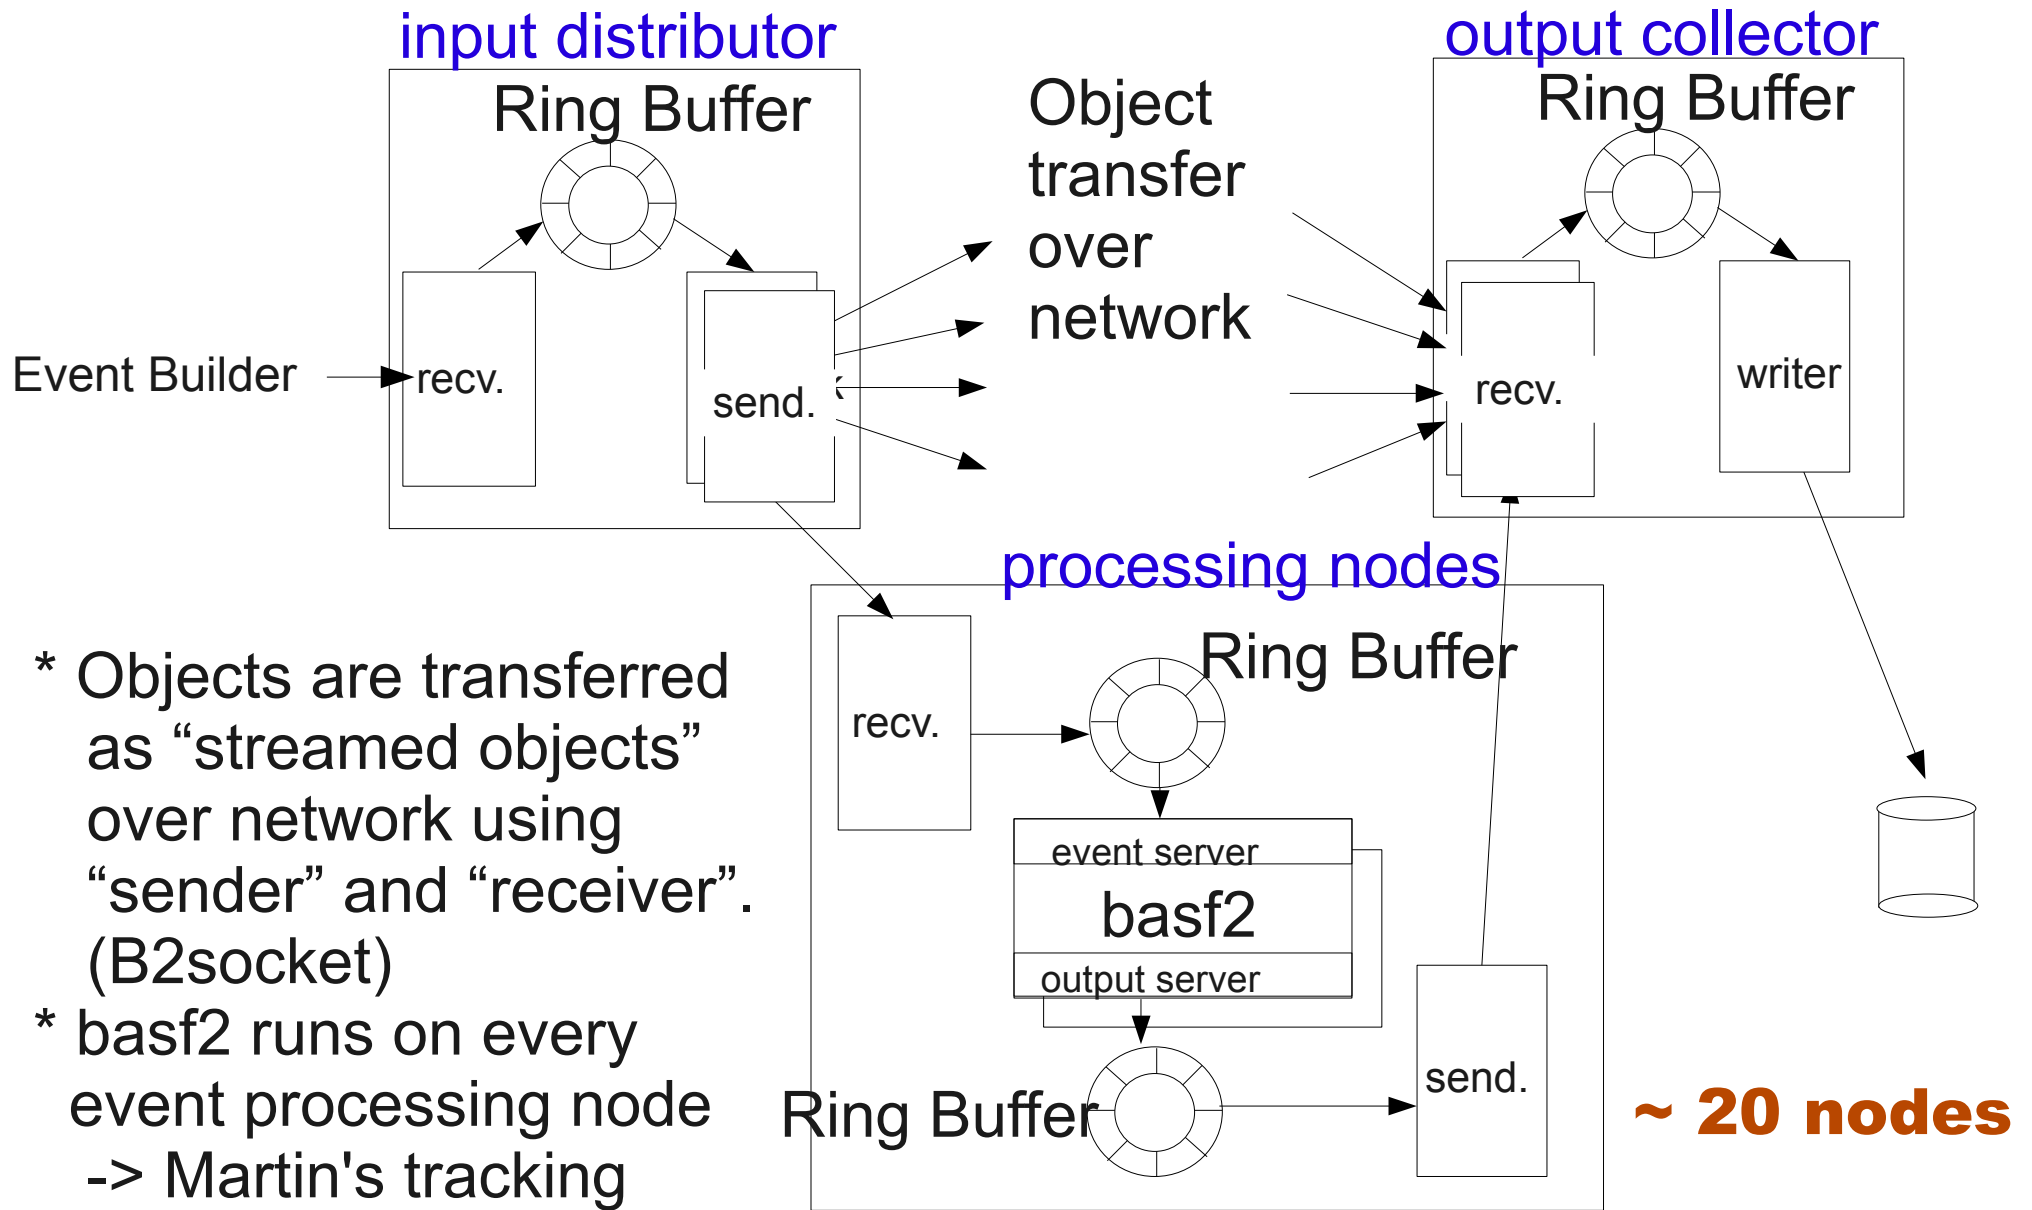 input distributor
output collector
Ring Buffer
Ring Buffer
Object
transfer
over
network
Event Builder
recv.
send.
recv.
writer
processing nodes
Ring Buffer
recv.
event server
basf2
output server
Ring Buffer
send.
~ 20 nodes
* Objects are transferred
as “streamed objects”
over network using
“sender” and “receiver”.
(B2socket)
* basf2 runs on every
event processing node
-> Martin's tracking